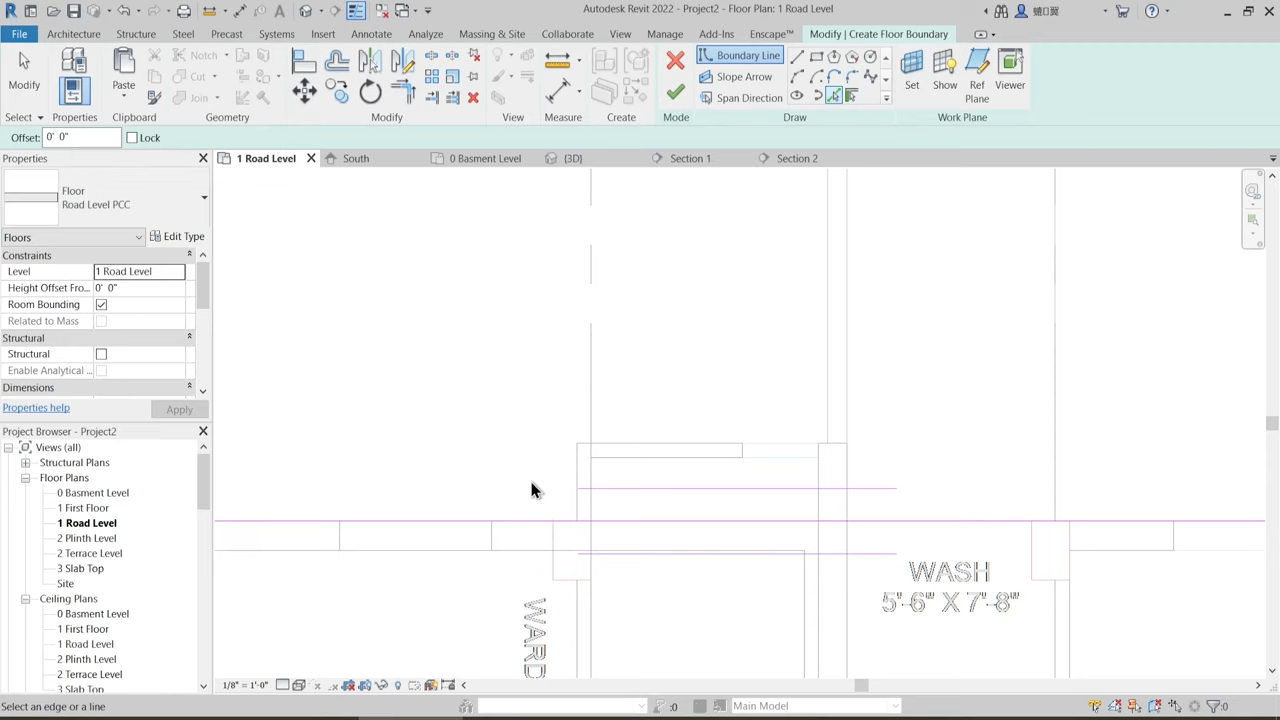 Autodesk Revit 2022 - Project2 - Floor Plan: 1 Road Level
File Architecture Structure Steel Precast Systems Insert Annotate Analyze Massing & Site Collaborate View Manage Add-Ins Enscape™ Modify | Create Floor Boundary
Modify
Paste
Notch
Cut
Join
Boundary Line
Slope Arrow
Span Direction
Set Show Ref Plane Viewer
Select Properties Clipboard Geometry Modify View Measure Create Mode Draw Work Plane
Offset: 0' 0" Lock
Properties
1 Road Level South 0 Basment Level {3D} Section 1 Section 2
Floor
Road Level PCC
Floors Edit Type
Constraints
Level 1 Road Level
Height Offset Fro... 0' 0"
Room Bounding
Related to Mass
Structural
Structural
Enable Analytical ...
Dimensions
Properties help Apply
Project Browser - Project2
Views (all)
Structural Plans
Floor Plans
0 Basment Level
1 First Floor
1 Road Level
2 Plinth Level
2 Terrace Level
3 Slab Top
Site
Ceiling Plans
0 Basment Level
1 First Floor
1 Road Level
2 Plinth Level
2 Terrace Level
3 Slab Top
WASH
5'-6" X 7'-8"
WARD
1/8" = 1'-0"
Select an edge or a line :0 Main Model :0